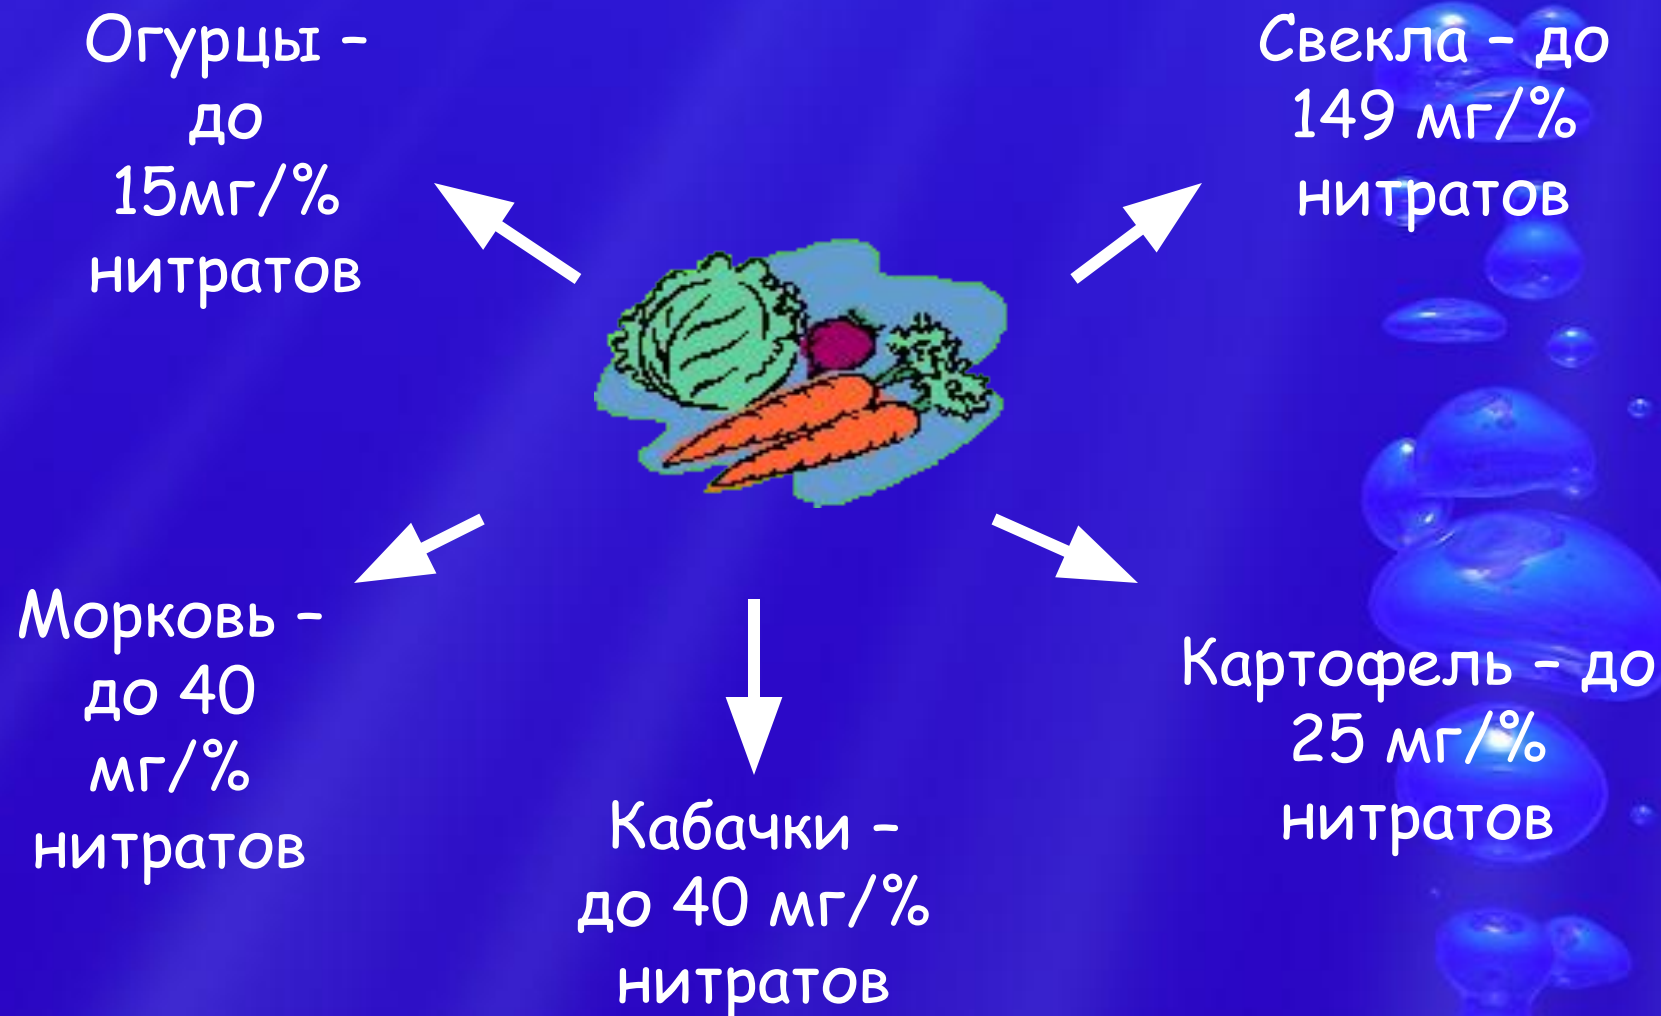 Огурцы –
до
15мг/%
нитратов
Свекла – до
149 мг/%
нитратов
Морковь –
до 40
мг/%
нитратов
Кабачки –
до 40 мг/%
нитратов
Картофель – до
25 мг/%
нитратов